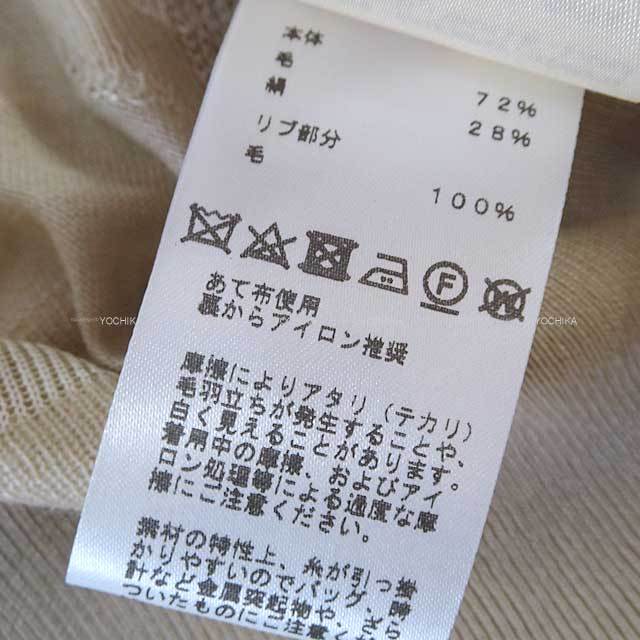 本体
毛 72%
絹 28%
リブ部分
毛 100%
F
W
あて布使用
裏からアイロン推奨
摩擦によりアタリ（テカリ）
毛羽立ちが発生することや、
白く見えることがあります。
着用中の摩擦、およびアイ
ロン処理等による過度な摩
擦にご注意ください。
素材の特性上、糸が引っ掛
かりやすいのでバッグ、時
計など金属突起物や、ざら
ついたものにご注意
YOCHIKA
YOCHIKA